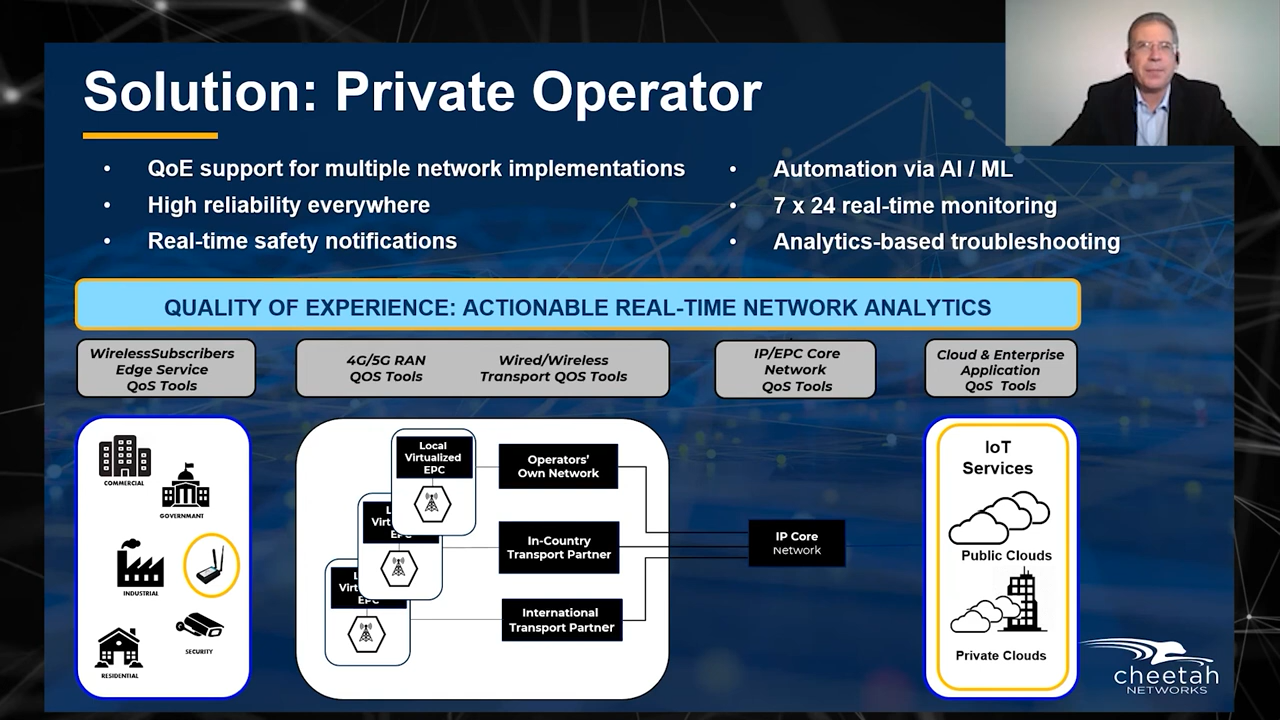 Solution: Private Operator
• QoE support for multiple network implementations
• High reliability everywhere
• Real-time safety notifications
• Automation via AI / ML
• 7 x 24 real-time monitoring
• Analytics-based troubleshooting
QUALITY OF EXPERIENCE: ACTIONABLE REAL-TIME NETWORK ANALYTICS
WirelessSubscribers
Edge Service
QoS Tools
4G/5G RAN
QOS Tools
Wired/Wireless
Transport QOS Tools
IP/EPC Core
Network
QoS Tools
Cloud & Enterprise
Application
QoS Tools
COMMERCIAL
GOVERNMANT
INDUSTRIAL
SECURITY
RESIDENTIAL
Local
Virtualized
EPC
L
Virt
EPC
L
Virt
EPC
Operators'
Own Network
In-Country
Transport Partner
International
Transport Partner
IP Core
Network
IoT
Services
Public Clouds
Private Clouds
cheetah
NETWORKS